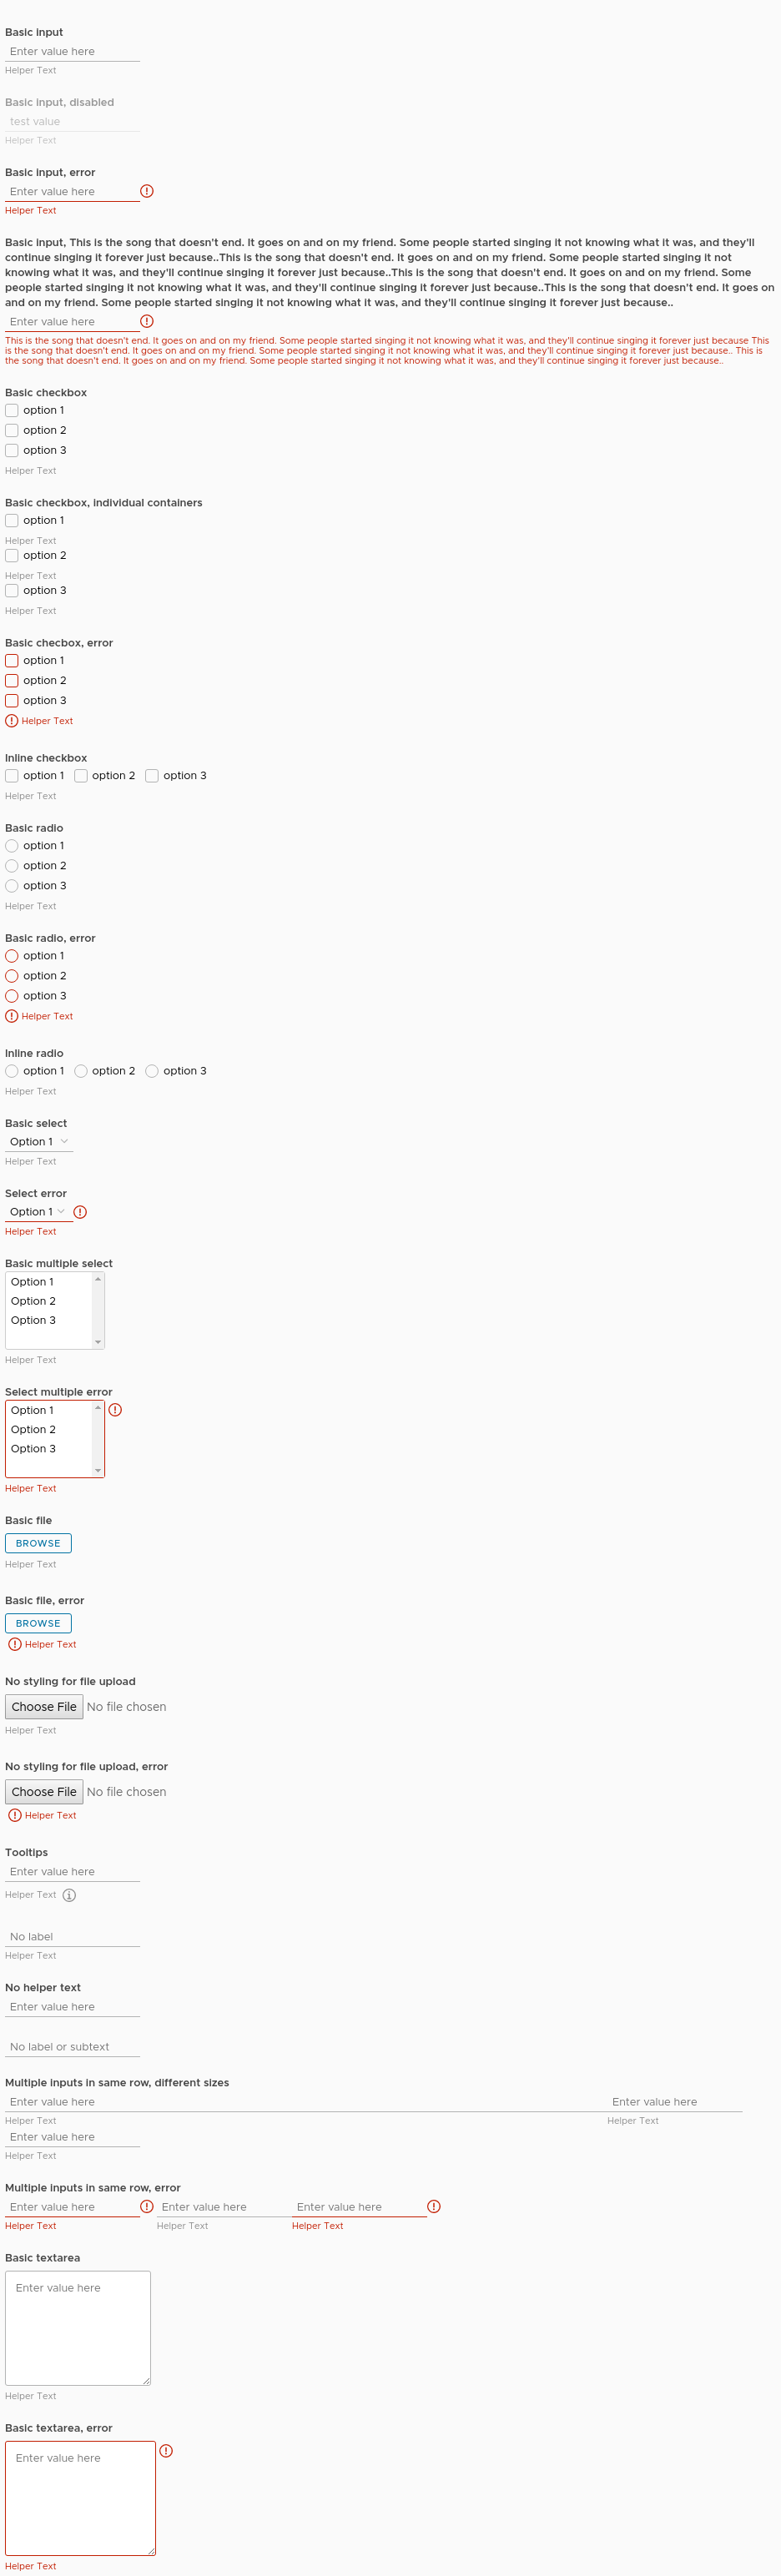 Basic input
Enter value here
Helper Text
Basic input, disabled
test value
Helper Text
Basic input, error
Enter value here
Helper Text
Basic input, This is the song that doesn't end. It goes on and on my friend. Some people started singing it not knowing what it was, and they'll
continue singing it forever just because..This is the song that doesn't end. It goes on and on my friend. Some people started singing it not
knowing what it was, and they'll continue singing it forever just because..This is the song that doesn't end. It goes on and on my friend. Some
people started singing it not knowing what it was, and they'll continue singing it forever just because..This is the song that doesn't end. It goes on
and on my friend. Some people started singing it not knowing what it was, and they'll continue singing it forever just because..
Enter value here
This is the song that doesn't end. It goes on and on my friend. Some people started singing it not knowing what it was, and they'll continue singing it forever just because This
is the song that doesn't end. It goes on and on my friend. Some people started singing it not knowing what it was, and they'll continue singing it forever just because.. This is
the song that doesn't end. It goes on and on my friend. Some people started singing it not knowing what it was, and they'll continue singing it forever just because..
Basic checkbox
option 1
option 2
option 3
Helper Text
Basic checkbox, individual containers
option 1
Helper Text
option 2
Helper Text
option 3
Helper Text
Basic checbox, error
option 1
option 2
option 3
Helper Text
Inline checkbox
option 1 option 2 option 3
Helper Text
Basic radio
option 1
option 2
option 3
Helper Text
Basic radio, error
option 1
option 2
option 3
Helper Text
Inline radio
option 1 option 2 option 3
Helper Text
Basic select
Option 1
Helper Text
Select error
Option 1
Helper Text
Basic multiple select
Option 1
Option 2
Option 3
Helper Text
Select multiple error
Option 1
Option 2
Option 3
Helper Text
Basic file
BROWSE
Helper Text
Basic file, error
BROWSE
Helper Text
No styling for file upload
Choose File No file chosen
Helper Text
No styling for file upload, error
Choose File No file chosen
Helper Text
Tooltips
Enter value here
Helper Text
No label
Helper Text
No helper text
Enter value here
No label or subtext
Multiple inputs in same row, different sizes
Enter value here Enter value here
Helper Text Helper Text
Enter value here
Helper Text
Multiple inputs in same row, error
Enter value here Enter value here Enter value here
Helper Text Helper Text Helper Text
Basic textarea
Enter value here
Helper Text
Basic textarea, error
Enter value here
Helper Text